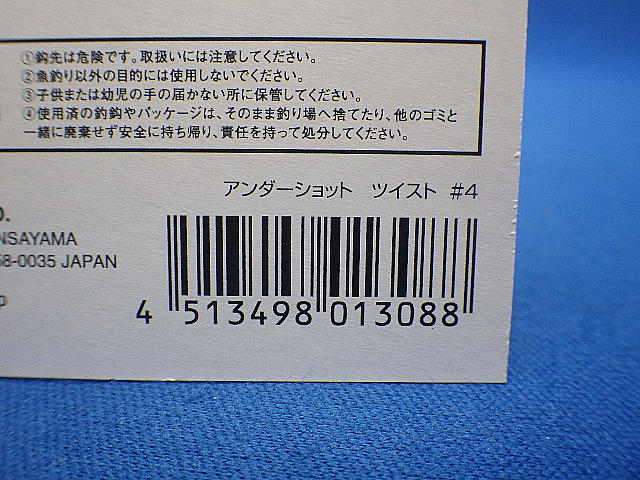 ①鈎先は危険です。取扱いには注意してください。
②魚釣り以外の目的には使用しないでください。
③子供または幼児の手の届かない所に保管してください。
④使用済の釣鈎やパッケージは、そのまま釣り場へ捨てたり、他のゴミと
一緒に廃棄せず安全に持ち帰り、責任を持って処分してください。
アンダーショット ツイスト #4
NSAYAMA
58-0035 JAPAN
4 513498 013088